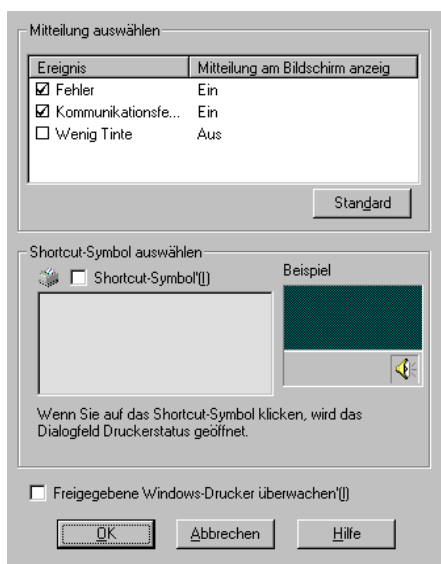 Mitteilung auswählen
Ereignis Mitteilung am Bildschirm anzeig
Fehler Ein
Kommunikationsfe... Ein
Wenig Tinte Aus
Standard
Shortcut-Symbol auswählen
Shortcut-Symbol'(|)
Beispiel
Wenn Sie auf das Shortcut-Symbol klicken, wird das
Dialogfeld Druckerstatus geöffnet.
Freigegebene Windows-Drucker überwachen'(|)
OK Abbrechen Hilfe